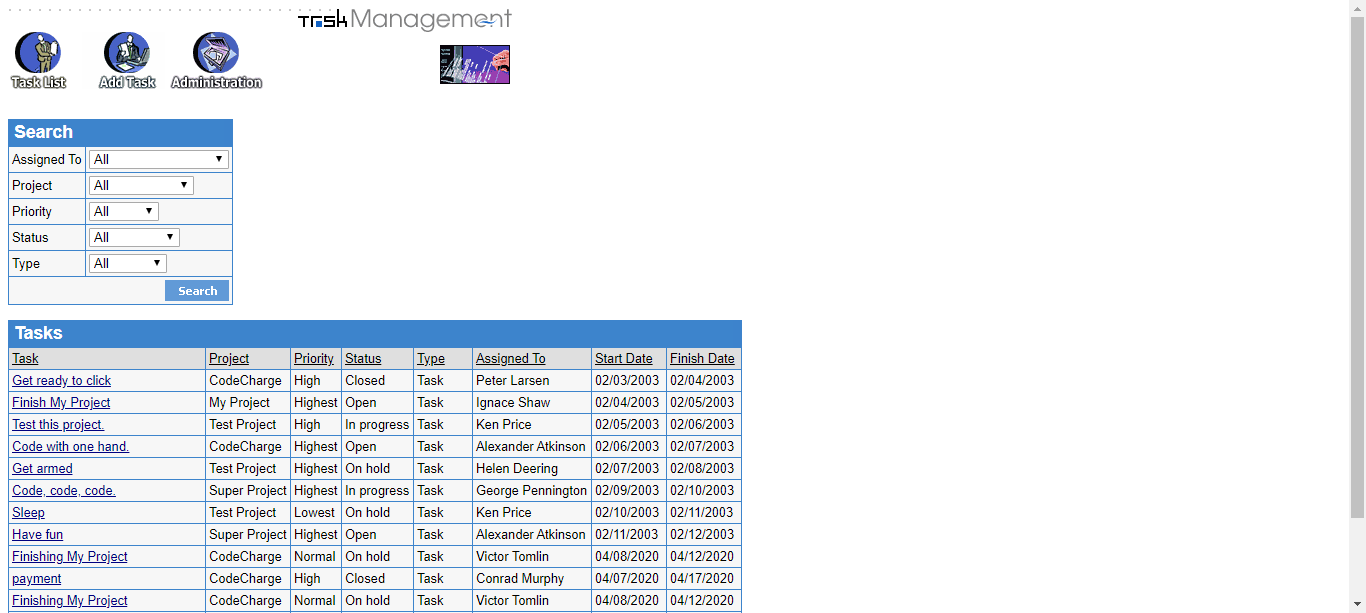 Task Management
Task List Add Task Administration
Search
Assigned To All
Project All
Priority All
Status All
Type All
Search
Tasks
Task Project Priority Status Type Assigned To Start Date Finish Date
Get ready to click CodeCharge High Closed Task Peter Larsen 02/03/2003 02/04/2003
Finish My Project My Project Highest Open Task Ignace Shaw 02/04/2003 02/05/2003
Test this project. Test Project High In progress Task Ken Price 02/05/2003 02/06/2003
Code with one hand. CodeCharge Highest Open Task Alexander Atkinson 02/06/2003 02/07/2003
Get armed Test Project Highest On hold Task Helen Deering 02/07/2003 02/08/2003
Code, code, code. Super Project Highest In progress Task George Pennington 02/09/2003 02/10/2003
Sleep Test Project Lowest On hold Task Ken Price 02/10/2003 02/11/2003
Have fun Super Project Highest Open Task Alexander Atkinson 02/11/2003 02/12/2003
Finishing My Project CodeCharge Normal On hold Task Victor Tomlin 04/08/2020 04/12/2020
payment CodeCharge High Closed Task Conrad Murphy 04/07/2020 04/17/2020
Finishing My Project CodeCharge Normal On hold Task Victor Tomlin 04/08/2020 04/12/2020